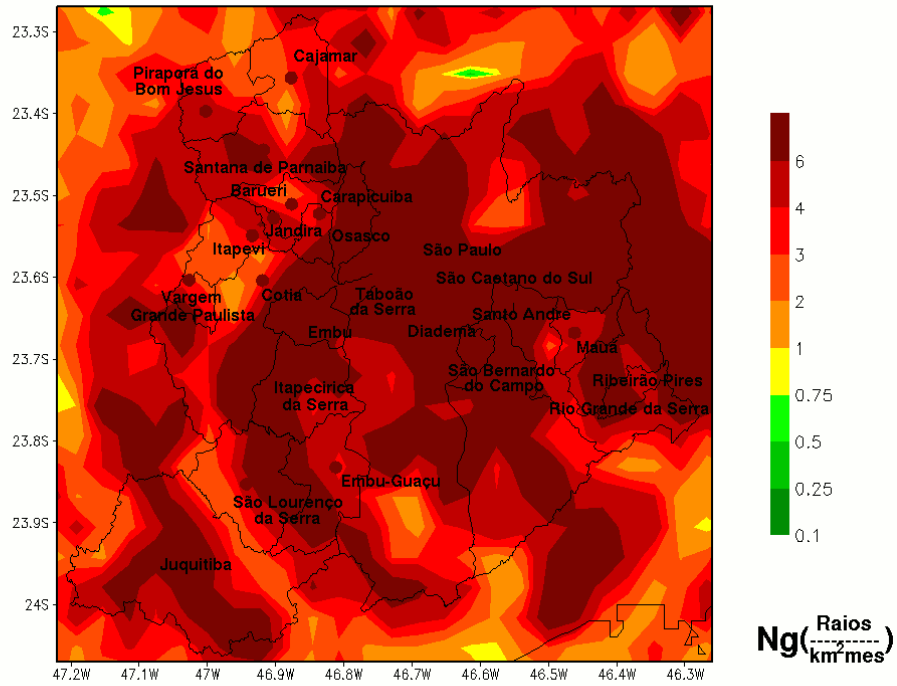 23.3S
Cajamar
Pirapora do
Bom Jesus
23.4S
6
Santana de Parnaiba
Barueri
Carapicuiba
23.5S
4
Jandira
Osasco
Itapevi
São Paulo
3
23.6S
São Caetano do Sul
Vargem
Grande Paulista
Cotia
Taboão
da Serra
2
Santo André
Embu
Diadema
Mauá
1
23.7S
São Bernardo
do Campo
Ribeirão Pires
Itapecirica
da Serra
0.75
Rio Grande da Serra
23.8S
0.5
Embu-Guaçu
0.25
São Lourenço
da Serra
23.9S
0.1
Juquitiba
24S
Ng(Raios
km²mes)
47.2W 47.1W 47W 46.9W 46.8W 46.7W 46.6W 46.5W 46.4W 46.3W